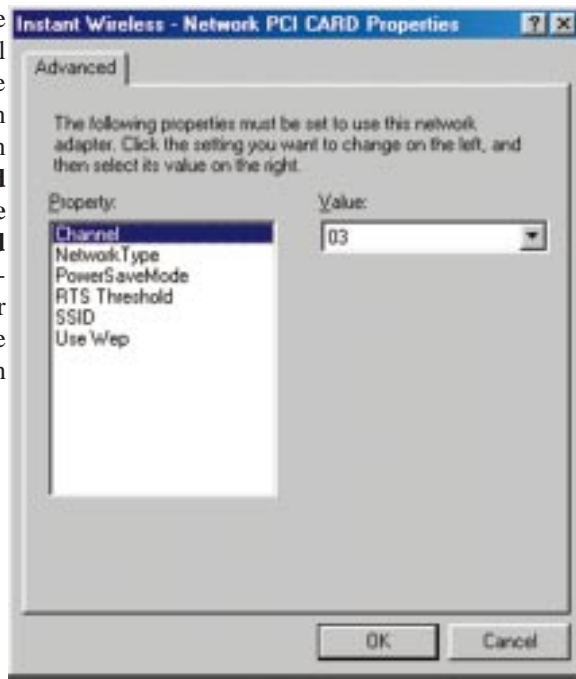 Instant Wireless - Network PCI CARD Properties
Advanced
The following properties must be set to use this network
adapter. Click the setting you want to change on the left, and
then select its value on the right.
Property:
Value:
Channel
03
NetworkType
PowerSaveMode
RTS Threshold
SSID
Use Wep
OK
Cancel